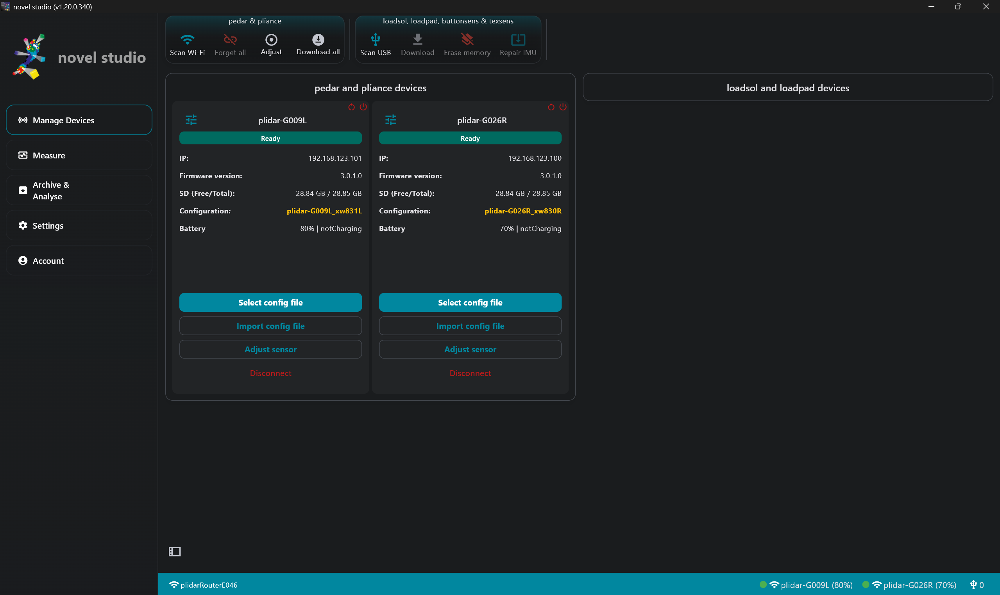 novel studio (v1.20.0.340)
novel studio
Manage Devices
Measure
Archive &
Analyse
Settings
Account
pedar & pliance
Scan Wi-Fi
Forget all
Adjust
Download all
loadsol, loadpad, buttonsens & texsens
Scan USB
Download
Erase memory
Repair IMU
pedar and pliance devices
plidar-G009L
Ready
IP: 192.168.123.101
Firmware version: 3.0.1.0
SD (Free/Total): 28.84 GB / 28.85 GB
Configuration: plidar-G009L_xw831L
Battery 80% | notCharging
Select config file
Import config file
Adjust sensor
Disconnect
plidar-G026R
Ready
IP: 192.168.123.100
Firmware version: 3.0.1.0
SD (Free/Total): 28.84 GB / 28.85 GB
Configuration: plidar-G026R_xw830R
Battery 70% | notCharging
Select config file
Import config file
Adjust sensor
Disconnect
loadsol and loadpad devices
plidarRouterE046
plidar-G009L (80%)
plidar-G026R (70%)
0